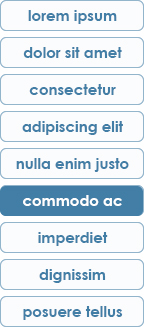 lorem ipsum
dolor sit amet
consectetur
adipiscing elit
nulla enim justo
commodo ac
imperdiet
dignissim
posuere tellus